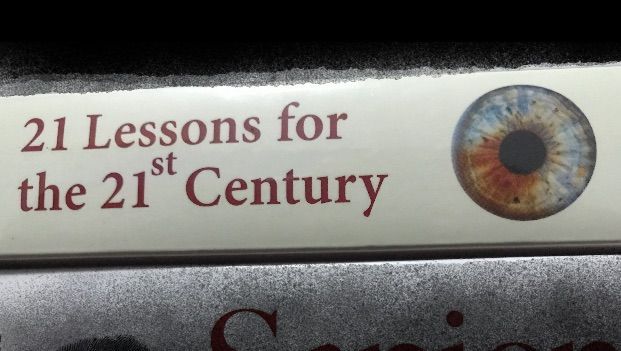 21 Lessons for
the 21st Century